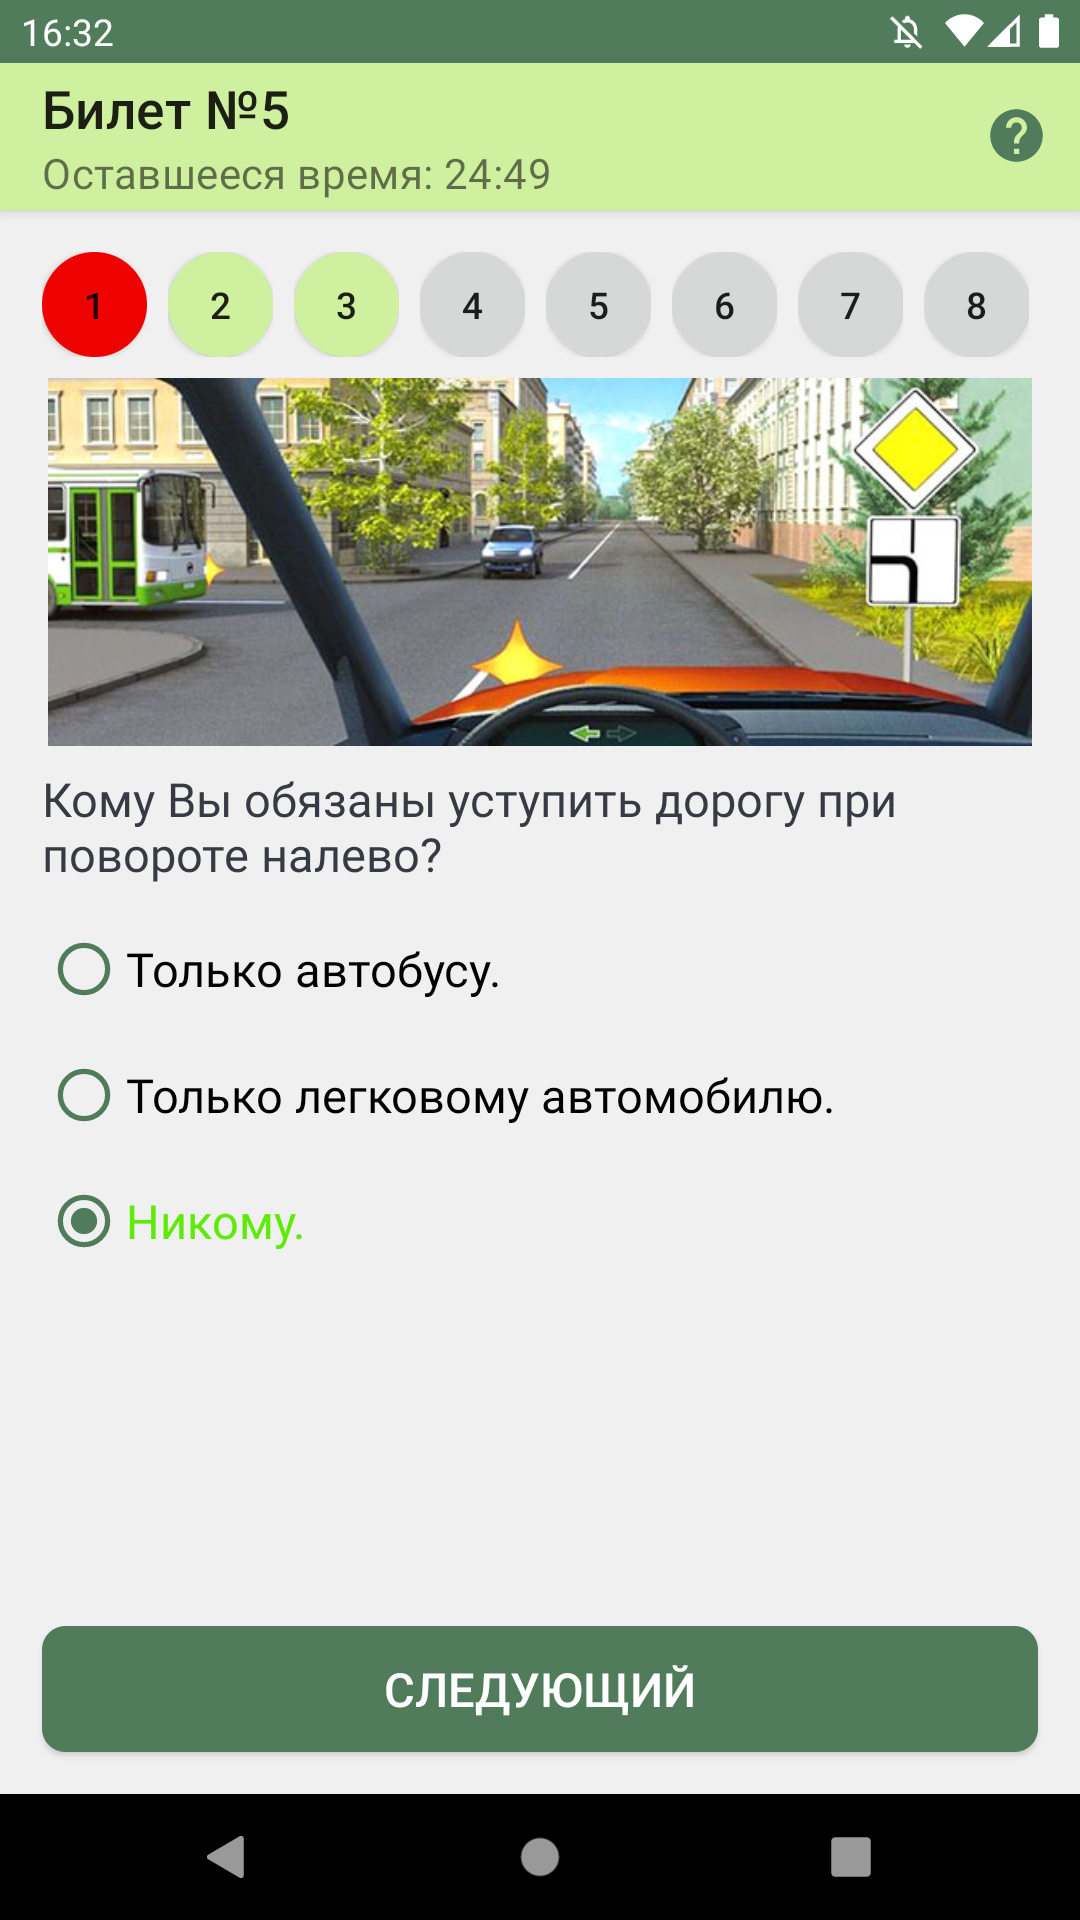 16:32
Билет №5
Оставшееся время: 24:49
1 2 3 4 5 6 7 8
Кому Вы обязаны уступить дорогу при
повороте налево?
Только автобусу.
Только легковому автомобилю.
Никому.
СЛЕДУЮЩИЙ